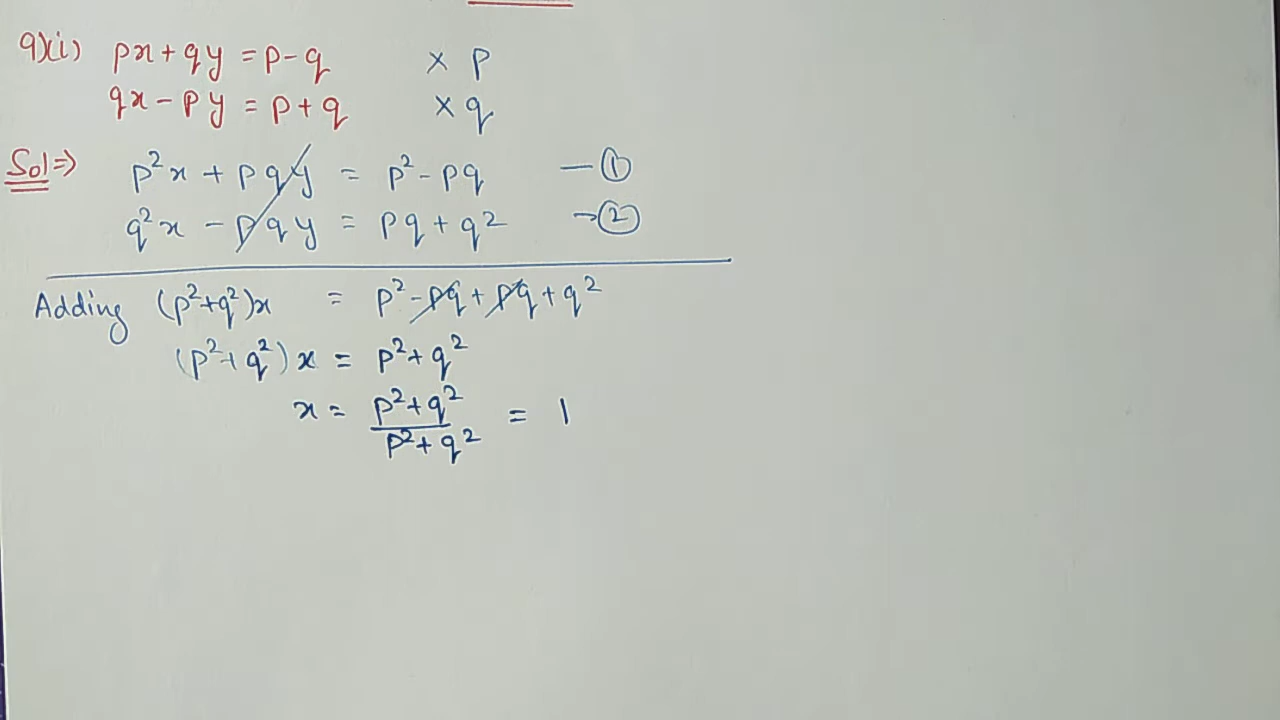 9)(i) px + qy = p - q × p
qx - py = p + q × q
Sol ⇒ p²x + pqy = p² - pq — ①
q²x - pqy = pq + q² → ②
Adding (p²+q²)x = p² - pq + pq + q²
(p²+q²)x = p²+q²
x = p²+q² / p²+q² = 1